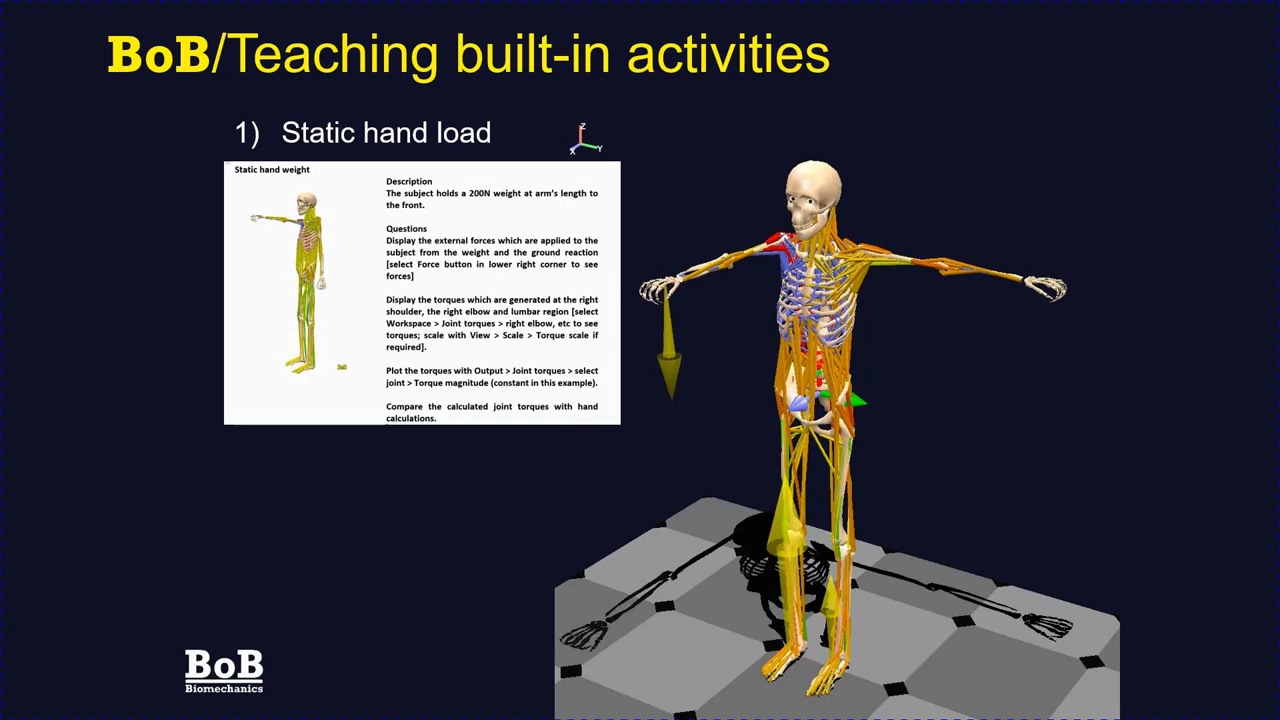 BoB/Teaching built-in activities
1) Static hand load
Z
X
Y
Static hand weight
Description
The subject holds a 200N weight at arm's length to
the front.
Questions
Display the external forces which are applied to the
subject from the weight and the ground reaction
[select Force button in lower right corner to see
forces]
Display the torques which are generated at the right
shoulder, the right elbow and lumbar region [select
Workspace > Joint torques > right elbow, etc to see
torques; scale with View > Scale > Torque scale if
required].
Plot the torques with Output > Joint torques > select
joint > Torque magnitude (constant in this example).
Compare the calculated joint torques with hand
calculations.
BoB
Biomechanics